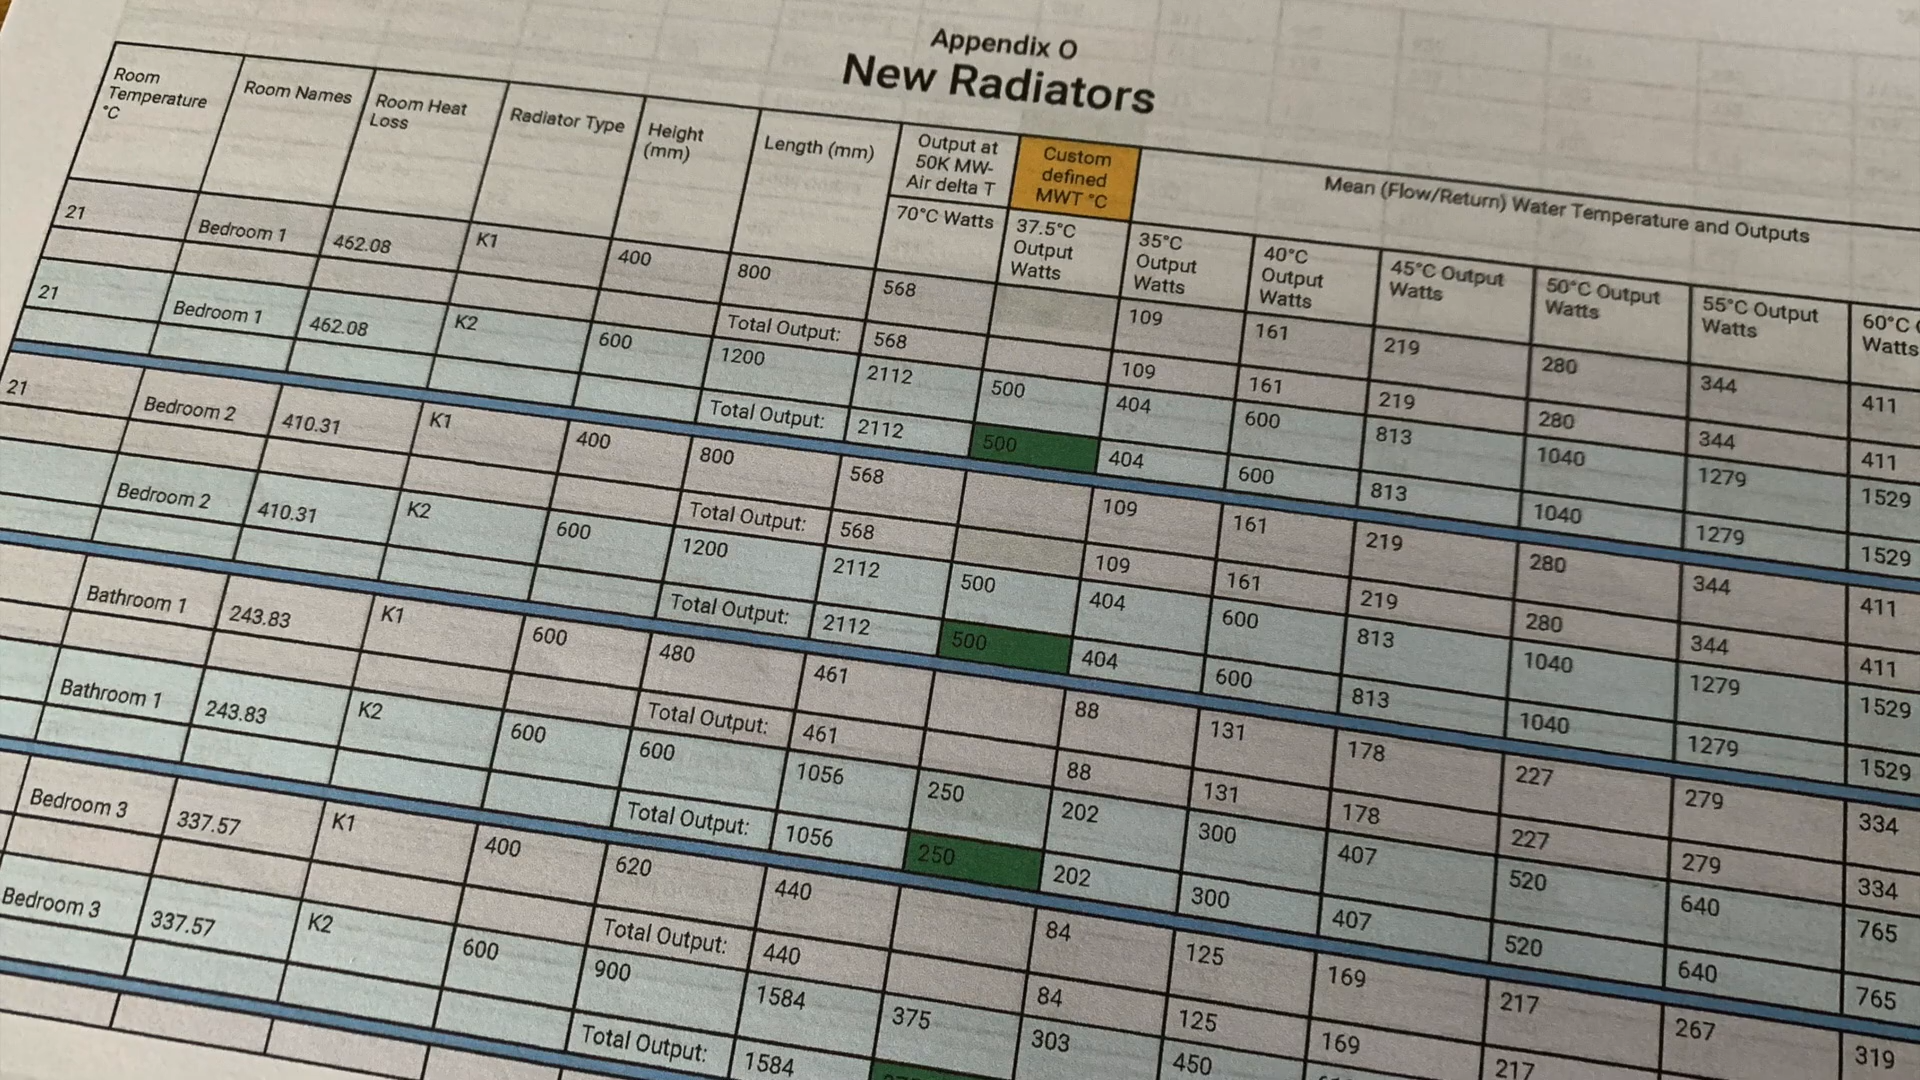 Appendix O
New Radiators
Room Temperature °C Room Names Room Heat Loss Radiator Type Height (mm) Length (mm) Output at 50K MW-Air delta T Custom defined MWT °C Mean (Flow/Return) Water Temperature and Outputs
70°C Watts 37.5°C Output Watts 35°C Output Watts 40°C Output Watts 45°C Output Watts 50°C Output Watts 55°C Output Watts 60°C Watts
21 Bedroom 1 462.08 K1 400 800 568 109 161 219 280 344 411
Total Output: 568 109 161 219 280 344 411
21 Bedroom 1 462.08 K2 600 1200 2112 500 404 600 813 1040 1279 1529
Total Output: 2112 500 404 600 813 1040 1279 1529
21 Bedroom 2 410.31 K1 400 800 568 109 161 219 280 344 411
Total Output: 568 109 161 219 280 344 411
Bedroom 2 410.31 K2 600 1200 2112 500 404 600 813 1040 1279 1529
Total Output: 2112 500 404 600 813 1040 1279 1529
Bathroom 1 243.83 K1 600 480 461 88 131 178 227 279 334
Total Output: 461 88 131 178 227 279 334
Bathroom 1 243.83 K2 600 600 1056 250 202 300 407 520 640 765
Total Output: 1056 250 202 300 407 520 640 765
Bedroom 3 337.57 K1 400 620 440 84 125 169 217 267 319
Total Output: 440 84 125 169 217
Bedroom 3 337.57 K2 600 900 1584 375 303 450
Total Output: 1584